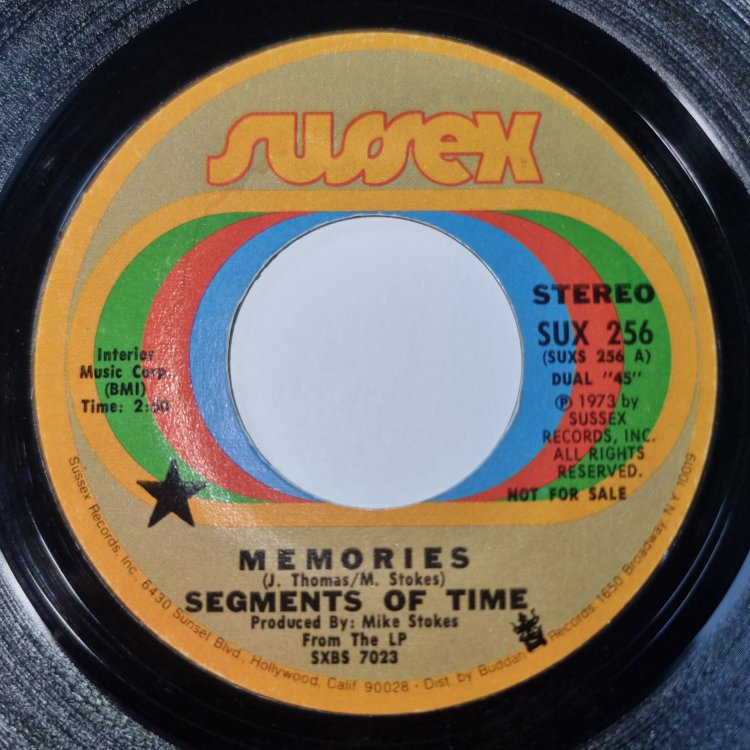 sussex
STEREO
SUX 256
(SUXS 256 A)
DUAL "45"
℗ 1973 by
SUSSEX
RECORDS, INC.
ALL RIGHTS
RESERVED.
NOT FOR SALE
Interior
Music Corp.
(BMI)
Time: 2:50
MEMORIES
(J. Thomas/M. Stokes)
SEGMENTS OF TIME
Produced By: Mike Stokes
From The LP
SXBS 7023
Sussex Records, Inc. 6430 Sunset Blvd., Hollywood, Calif. 90028 - Dist. by Buddah Records: 1650 Broadway, N.Y. 10019